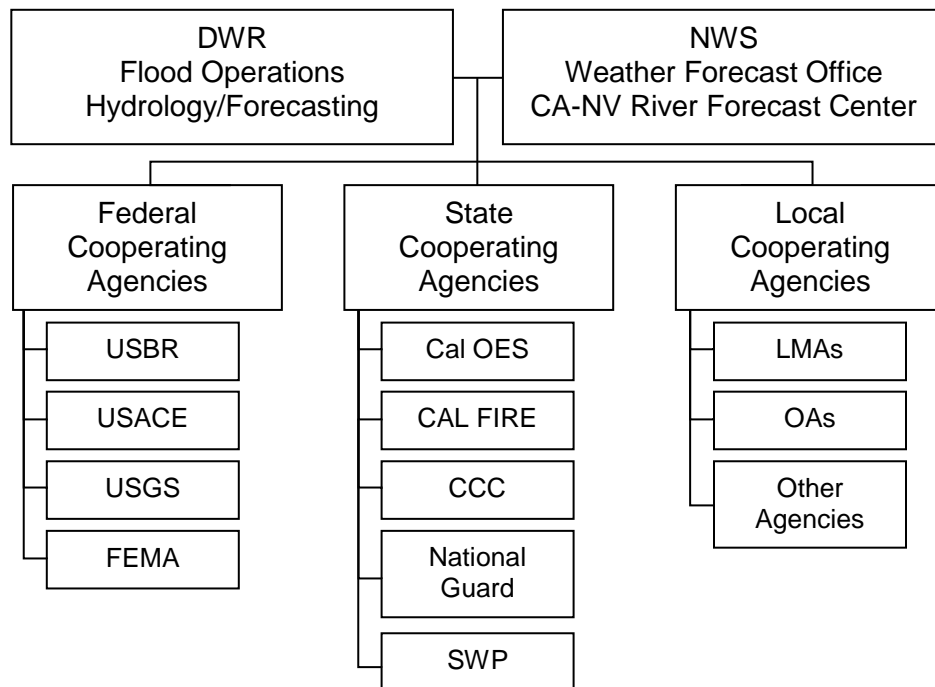 DWR
Flood Operations
Hydrology/Forecasting
NWS
Weather Forecast Office
CA-NV River Forecast Center
Federal
Cooperating
Agencies
USBR
USACE
USGS
FEMA
State
Cooperating
Agencies
Cal OES
CAL FIRE
CCC
National
Guard
SWP
Local
Cooperating
Agencies
LMAs
OAs
Other
Agencies